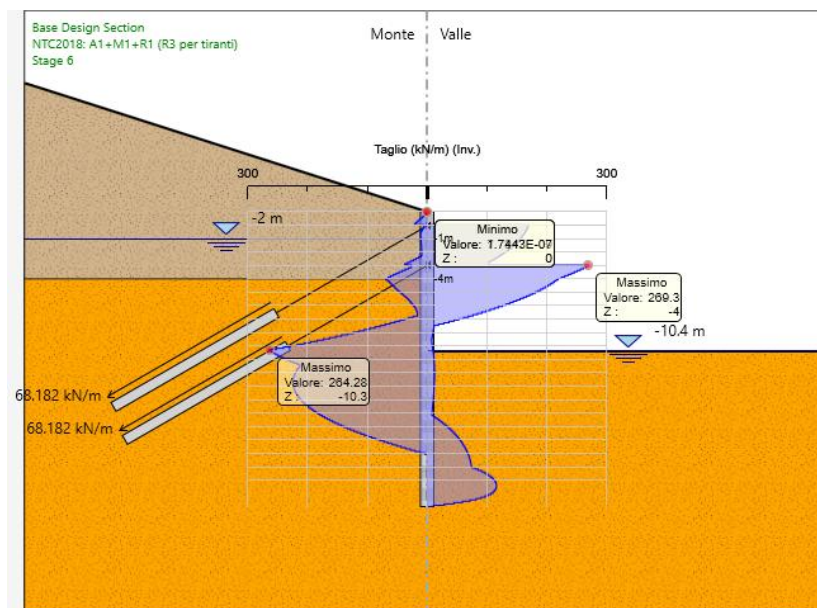 Base Design Section
NTC2018: A1+M1+R1 (R3 per tiranti)
Stage 6
Monte
Valle
Taglio (kN/m) (Inv.)
300
300
-2 m
Minimo
Valore: 1.7443E-07
Z : 0
-1m
-4m
Massimo
Valore: 269.3
Z : -4
-10.4 m
Massimo
Valore: 264.28
Z : -10.3
68.182 kN/m
68.182 kN/m